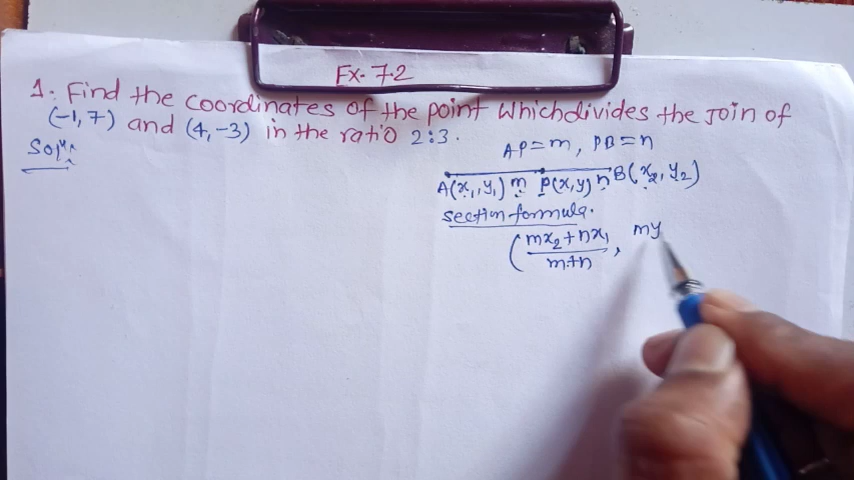 Ex- 7.2
1. Find the coordinates of the point which divides the join of
(-1, 7) and (4, -3) in the ratio 2:3.
Solⁿ:
AP = m, PB = n
A(x₁, y₁) m P(x, y) n B(x₂, y₂)
section formula.
(mx₂ + nx₁ / m+n , my